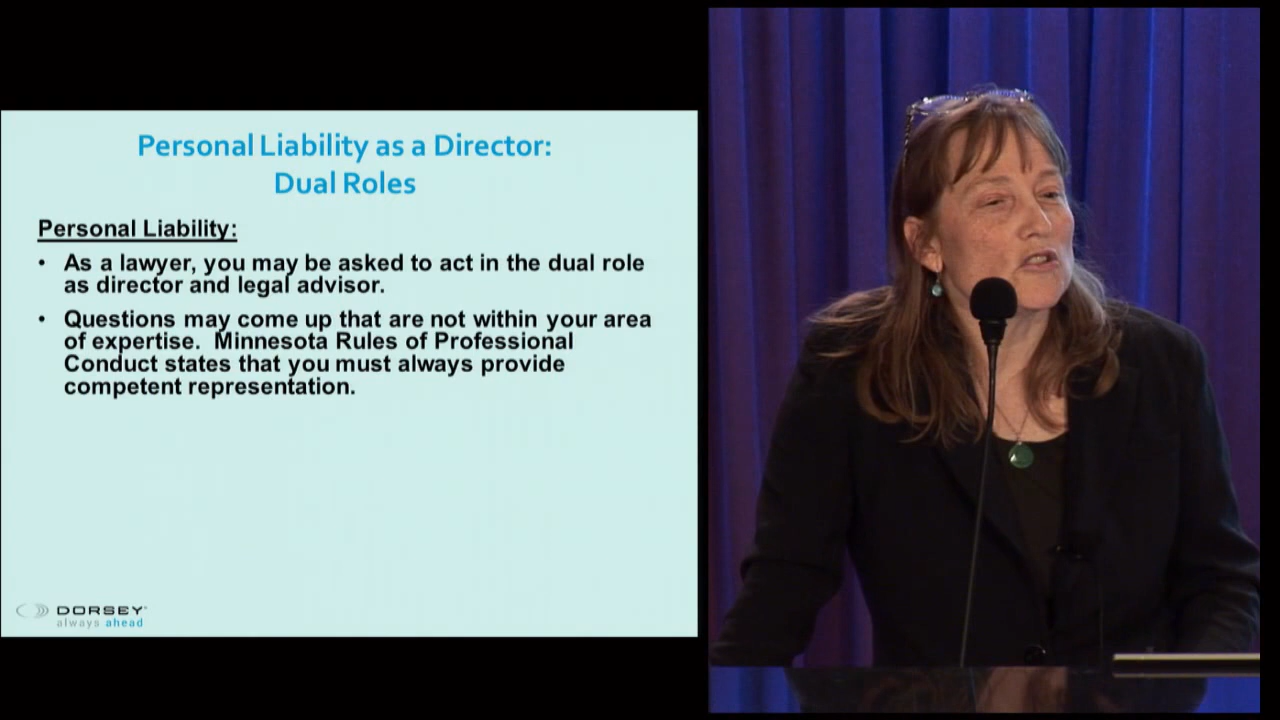 Personal Liability as a Director:
Dual Roles
Personal Liability:
• As a lawyer, you may be asked to act in the dual role
as director and legal advisor.
• Questions may come up that are not within your area
of expertise.  Minnesota Rules of Professional
Conduct states that you must always provide
competent representation.
DORSEY
always ahead